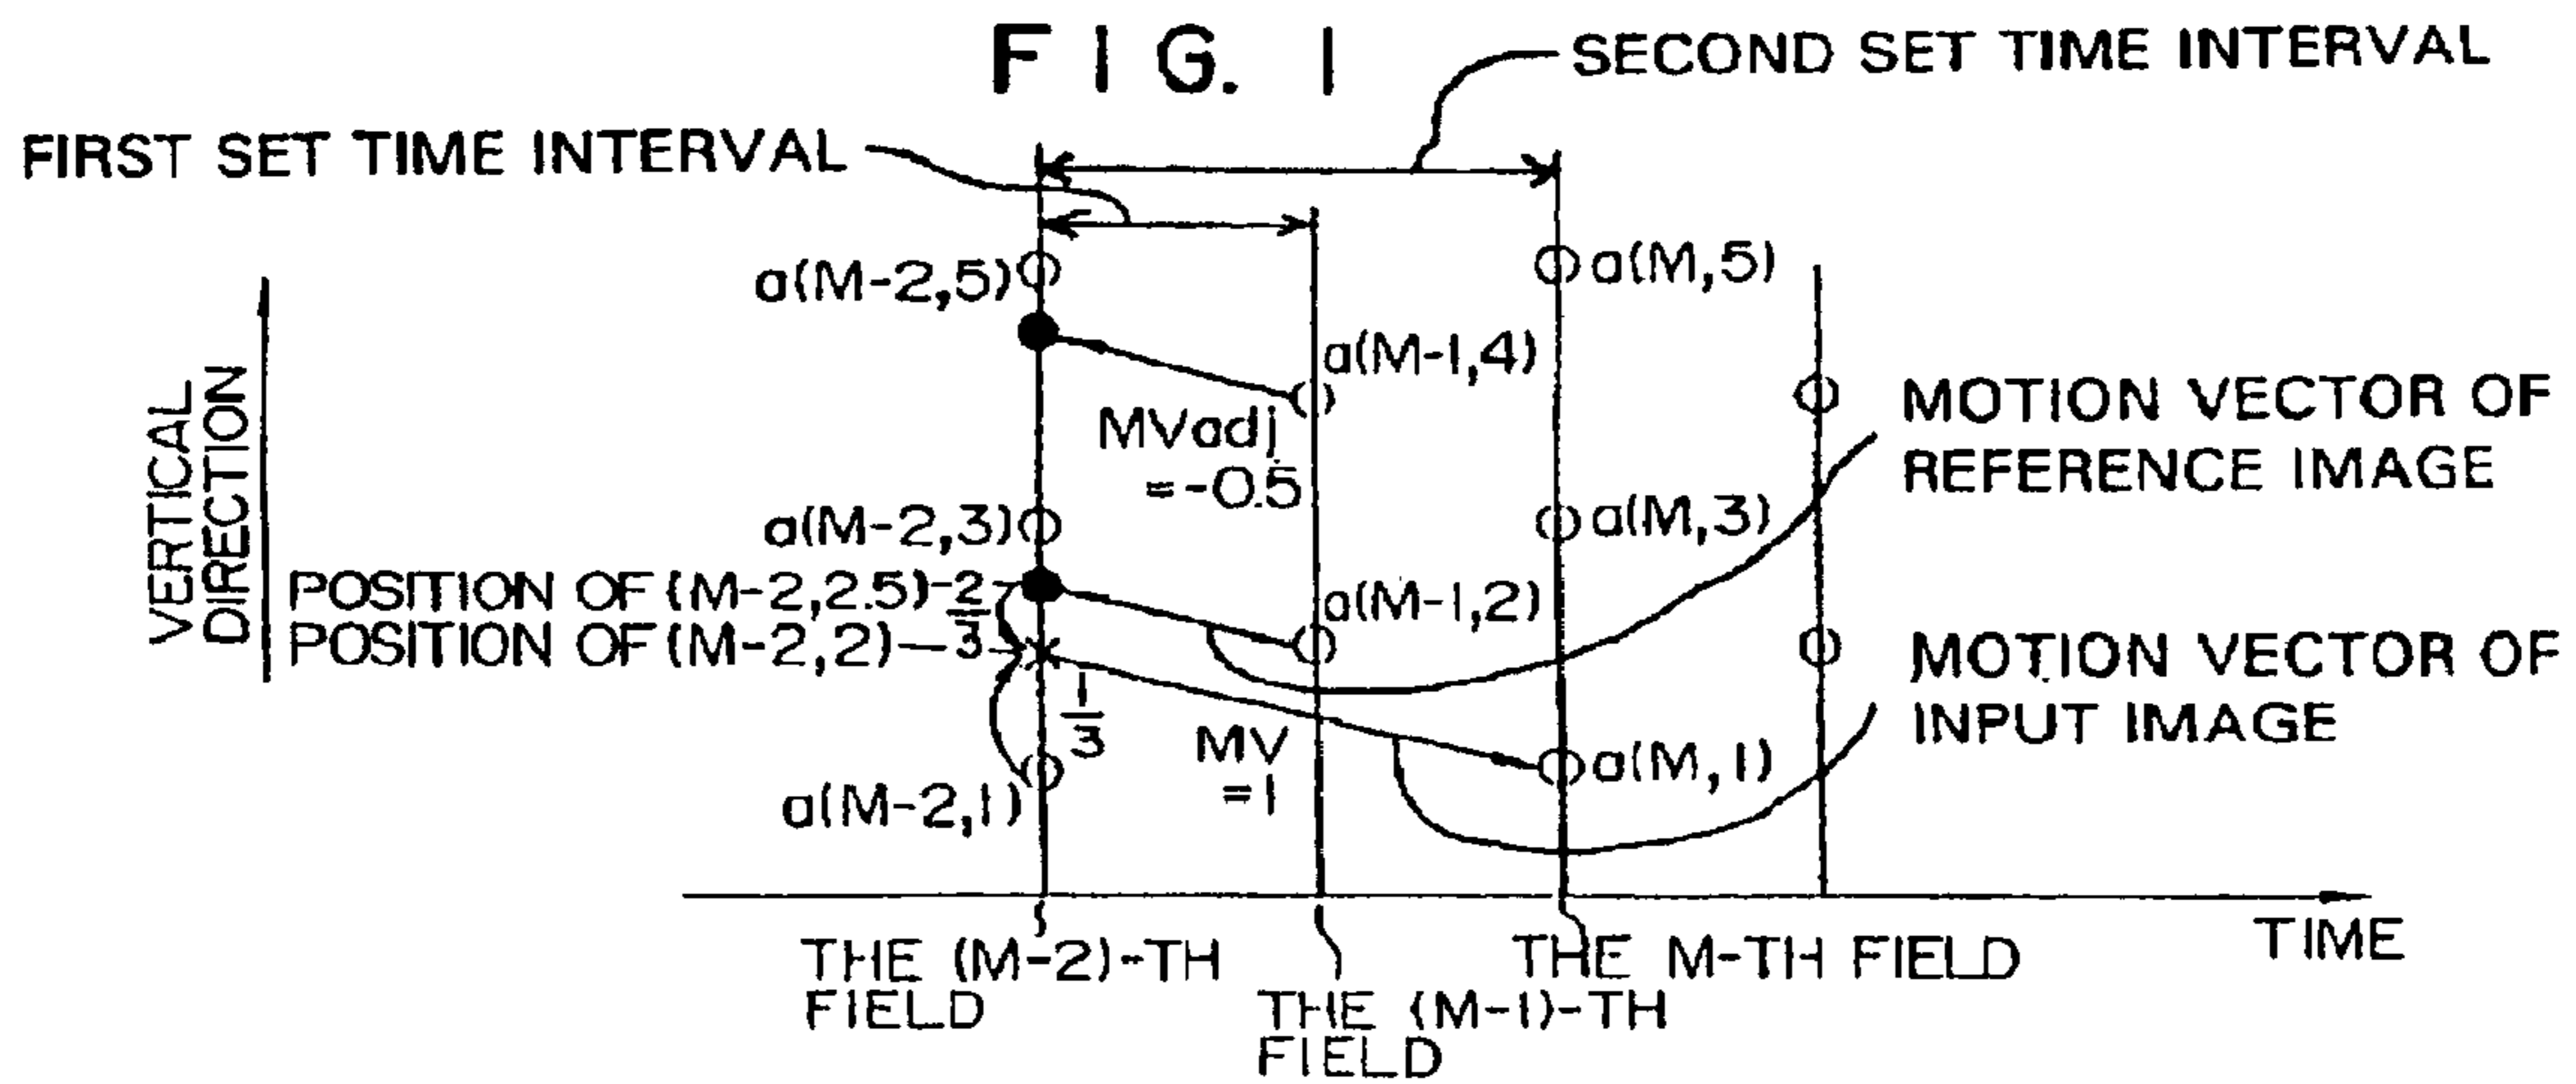 FIG. 1
SECOND SET TIME INTERVAL
FIRST SET TIME INTERVAL
a(M-2,5)
a(M,5)
a(M-1,4)
MVadj
=-0.5
MOTION VECTOR OF
REFERENCE IMAGE
VERTICAL
DIRECTION
a(M-2,3)
a(M,3)
POSITION OF (M-2,2.5)
2/3
a(M-1,2)
POSITION OF (M-2,2)
1/3
MV
=1
MOTION VECTOR OF
INPUT IMAGE
a(M-2,1)
a(M,1)
THE (M-2)-TH
FIELD
THE (M-1)-TH
FIELD
THE M-TH FIELD
TIME